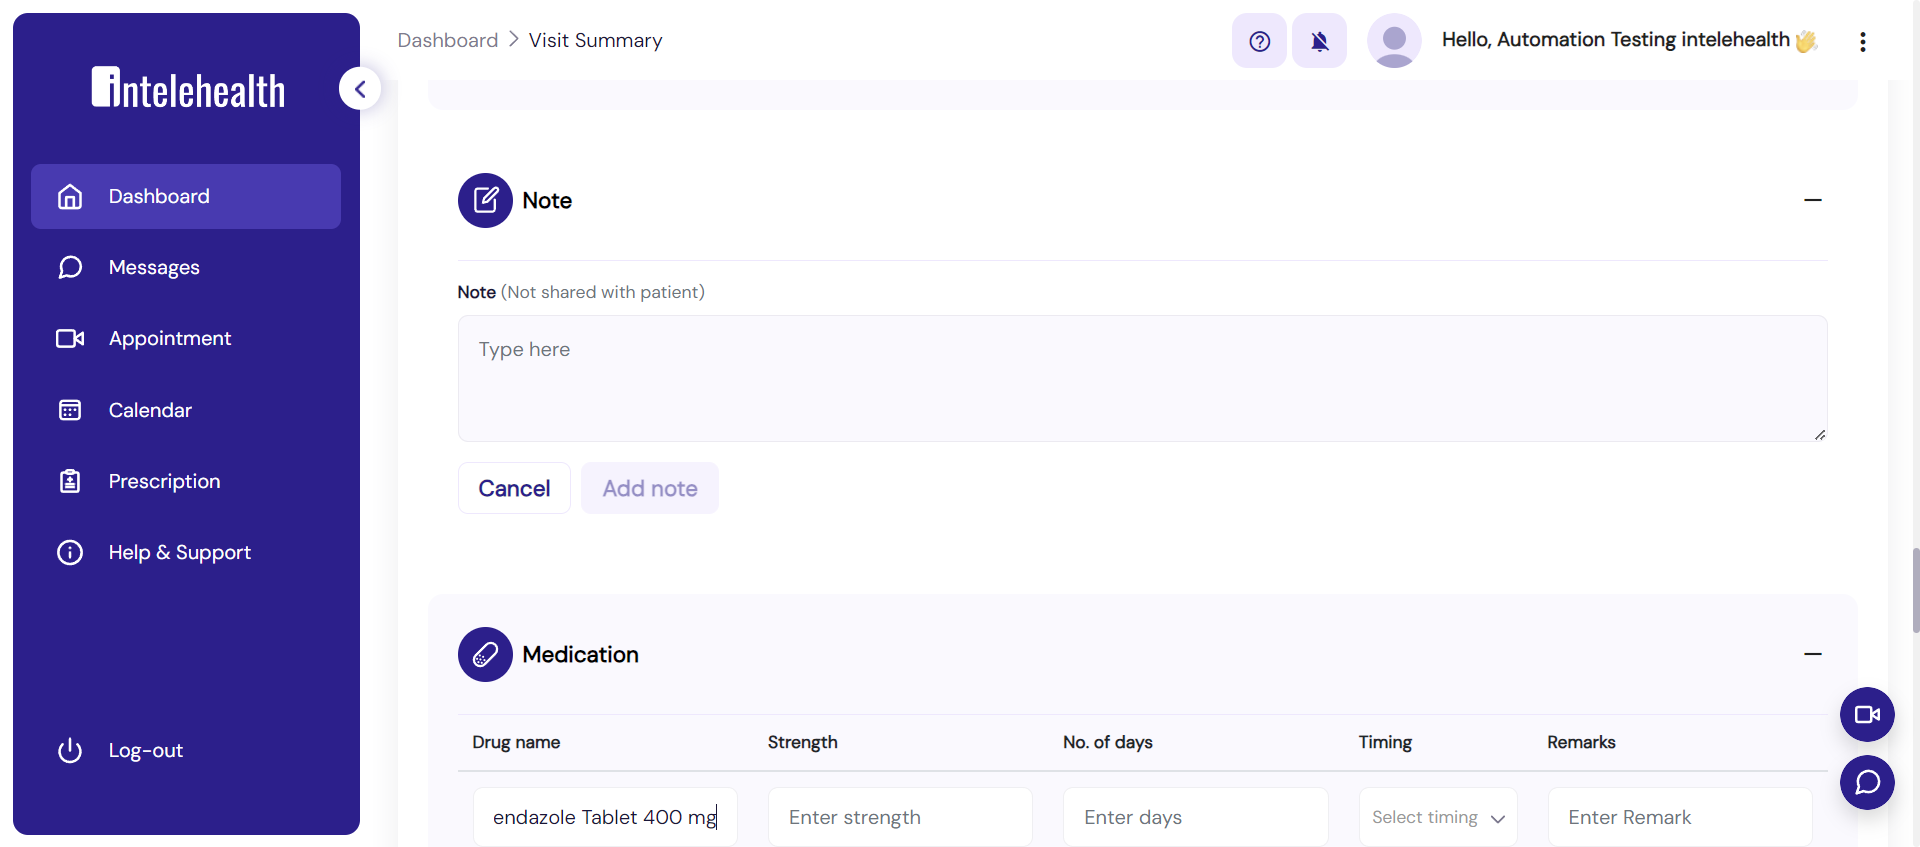 intelehealth
Dashboard
Messages
Appointment
Calendar
Prescription
Help & Support
Log-out
Dashboard > Visit Summary
Hello, Automation Testing intelehealth 👋
Note
Note (Not shared with patient)
Type here
Cancel
Add note
Medication
Drug name Strength No. of days Timing Remarks
endazole Tablet 400 mg Enter strength Enter days Select timing Enter Remark